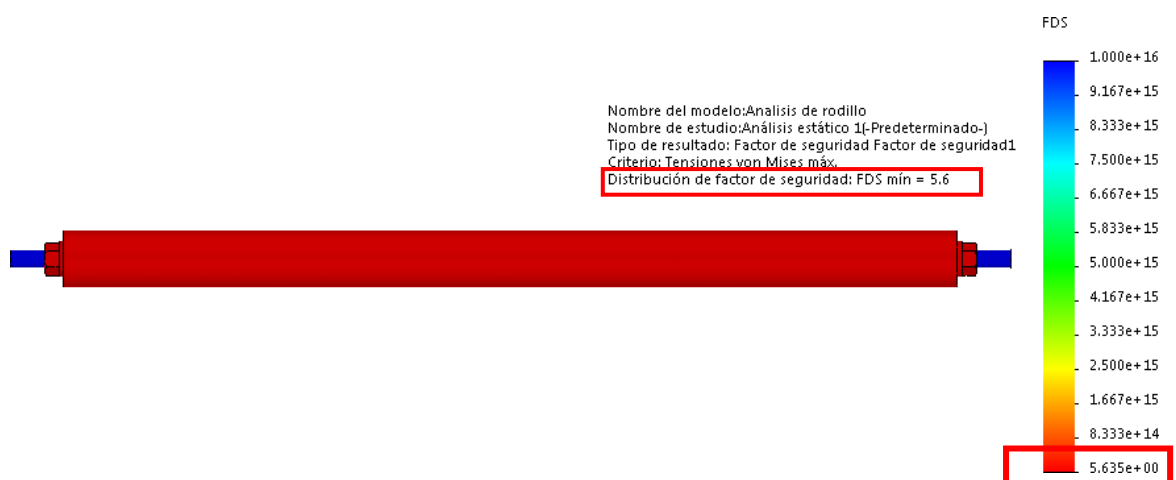 FDS
Nombre del modelo:Analisis de rodillo
Nombre de estudio:Análisis estático 1(-Predeterminado-)
Tipo de resultado: Factor de seguridad Factor de seguridad1
Criterio: Tensiones von Mises máx.
Distribución de factor de seguridad: FDS mín = 5.6
1.000e+16
9.167e+15
8.333e+15
7.500e+15
6.667e+15
5.833e+15
5.000e+15
4.167e+15
3.333e+15
2.500e+15
1.667e+15
8.333e+14
5.635e+00